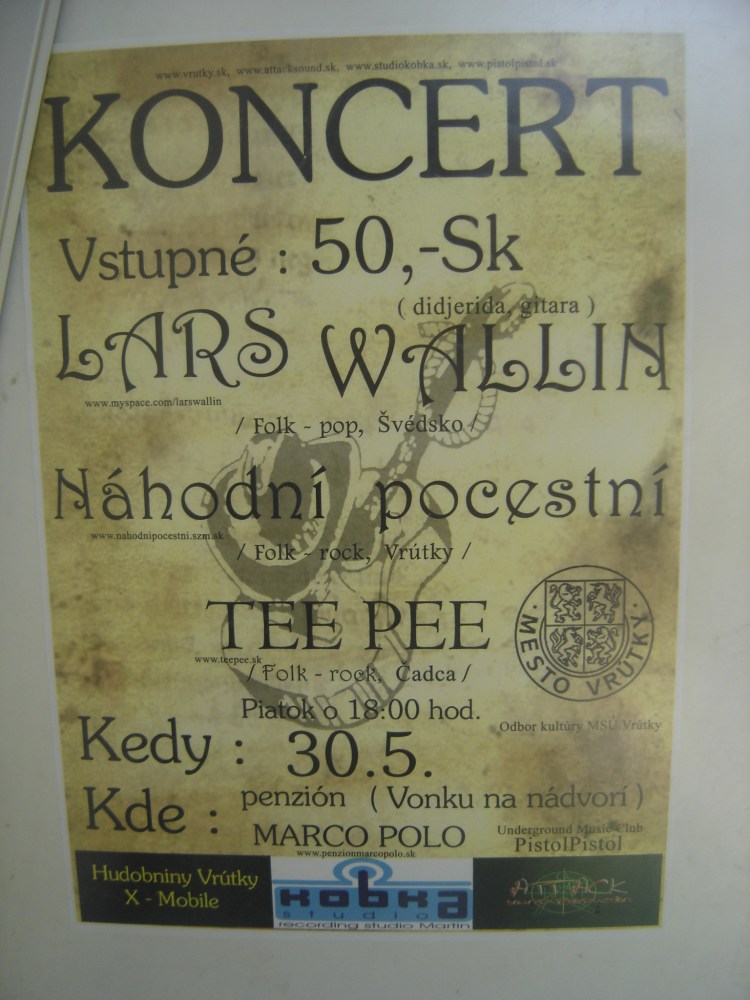 www.vrutky.sk, www.attacksound.sk, www.studiokobka.sk, www.pistolpistol.sk
KONCERT
Vstupné : 50,-Sk
( didjerida, gitara )
LARS WALLIN
www.myspace.com/larswallin
/ Folk - pop, Švédsko /
Náhodní pocęstní
www.nahodnipocestni.szm.sk
/ Folk - rock, Vrútky /
TEE PEE
www.teepee.sk
/ Folk - rock, Čadca /
MESTO VRÚTKY
Piatok o 18:00 hod.
Odbor kultúry MSÚ Vrútky
Kedy : 30.5.
Kde : penzión ( Vonku na nádvorí )
MARCO POLO
www.penzionmarcopolo.sk
Underground Music Club
PistolPistol
Hudobniny Vrútky
X - Mobile
kobka
studio
recording studio Martin
ATTACK